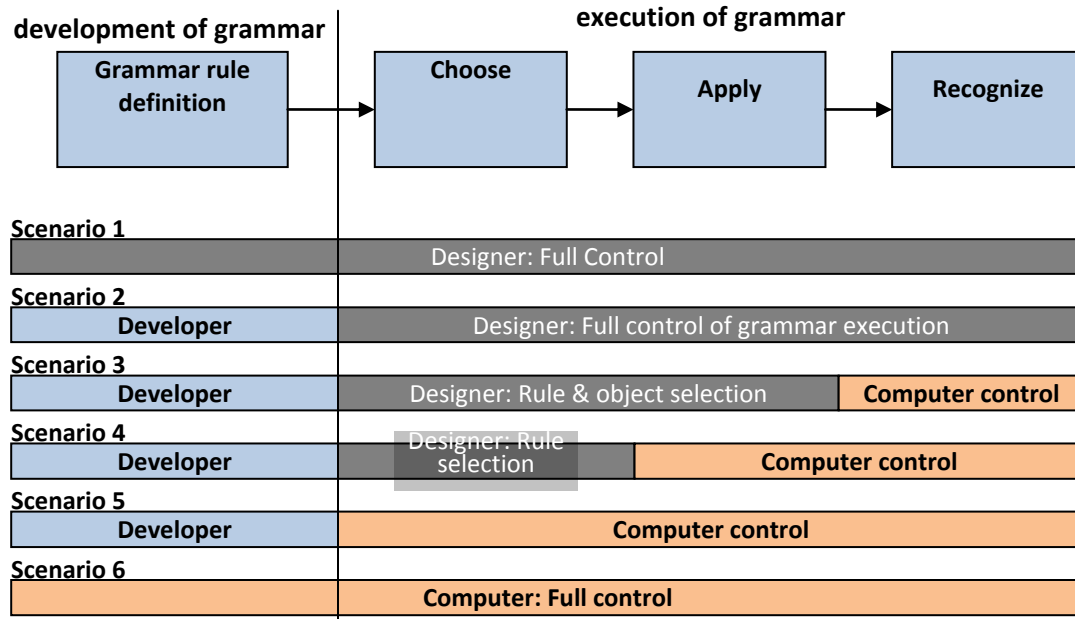 development of grammar
execution of grammar
Grammar rule
definition
Choose
Apply
Recognize
Scenario 1
Designer: Full Control
Scenario 2
Developer
Designer: Full control of grammar execution
Scenario 3
Developer
Designer: Rule & object selection
Computer control
Scenario 4
Developer
Designer: Rule
selection
Computer control
Scenario 5
Developer
Computer control
Scenario 6
Computer: Full control